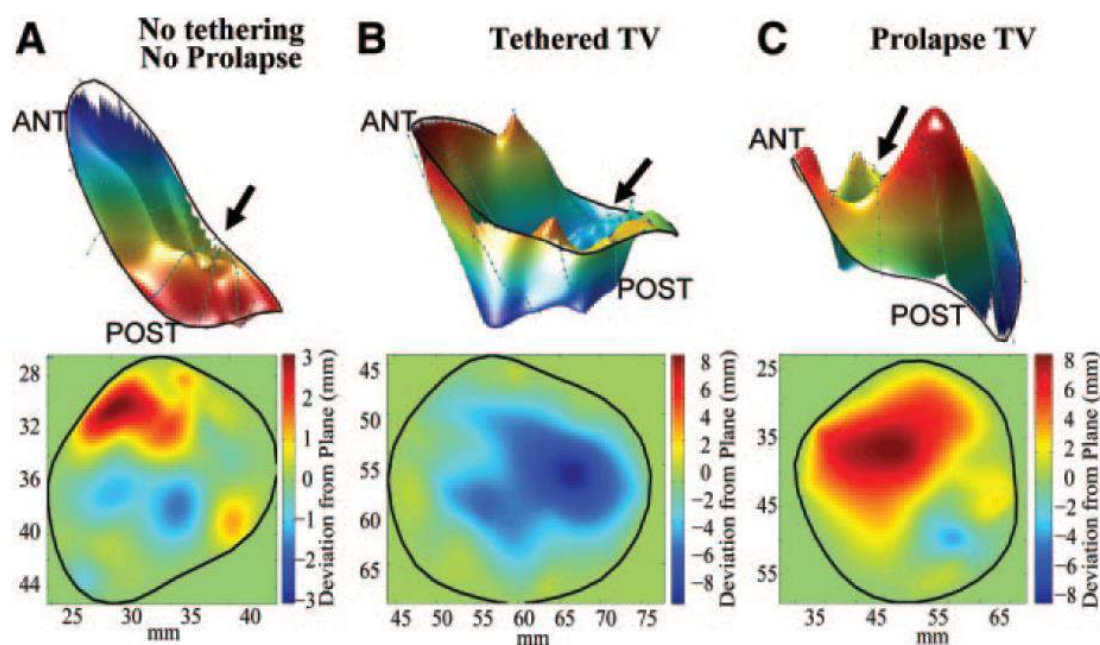 A
No tethering
No Prolapse
B
Tethered TV
C
Prolapse TV
ANT
POST
ANT
POST
ANT
POST
28
32
36
40
44
25 30 35 40
mm
3
2
1
0
−1
−2
−3
Deviation from Plane (mm)
45
50
55
60
65
45 50 55 60 65 70 75
mm
8
6
4
2
0
−2
−4
−6
−8
Deviation from Plane (mm)
25
35
45
55
35 45 55 65
mm
8
6
4
2
0
−2
−4
−6
−8
Deviation from Plane (mm)